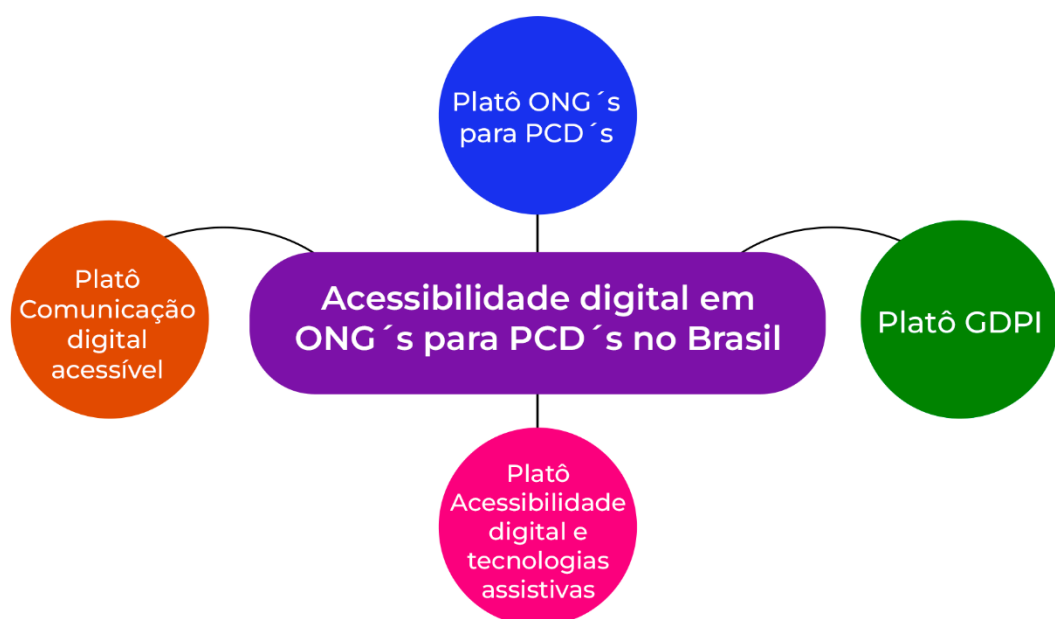 Platô ONG´s
para PCD´s
Platô
Comunicação
digital
acessível
Acessibilidade digital em
ONG´s para PCD´s no Brasil
Platô GDPI
Platô
Acessibilidade
digital e
tecnologias
assistivas